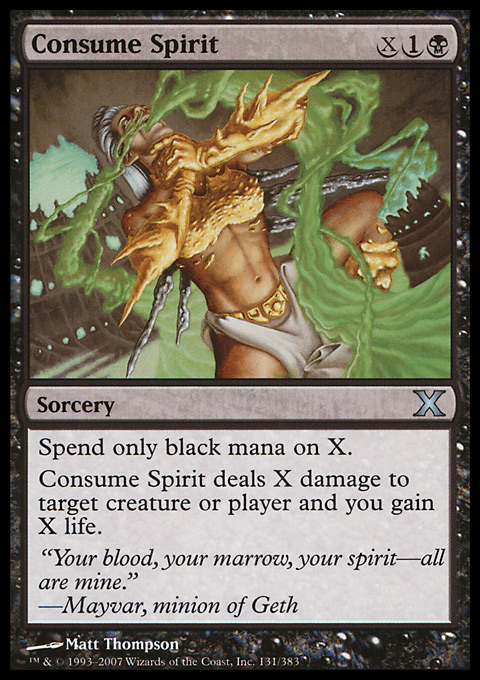 Consume Spirit X1
Sorcery X
Spend only black mana on X.
Consume Spirit deals X damage to
target creature or player and you gain
X life.
“Your blood, your marrow, your spirit—all
are mine.”
—Mayvar, minion of Geth
Matt Thompson
™ & © 1993–2007 Wizards of the Coast, Inc. 131/383